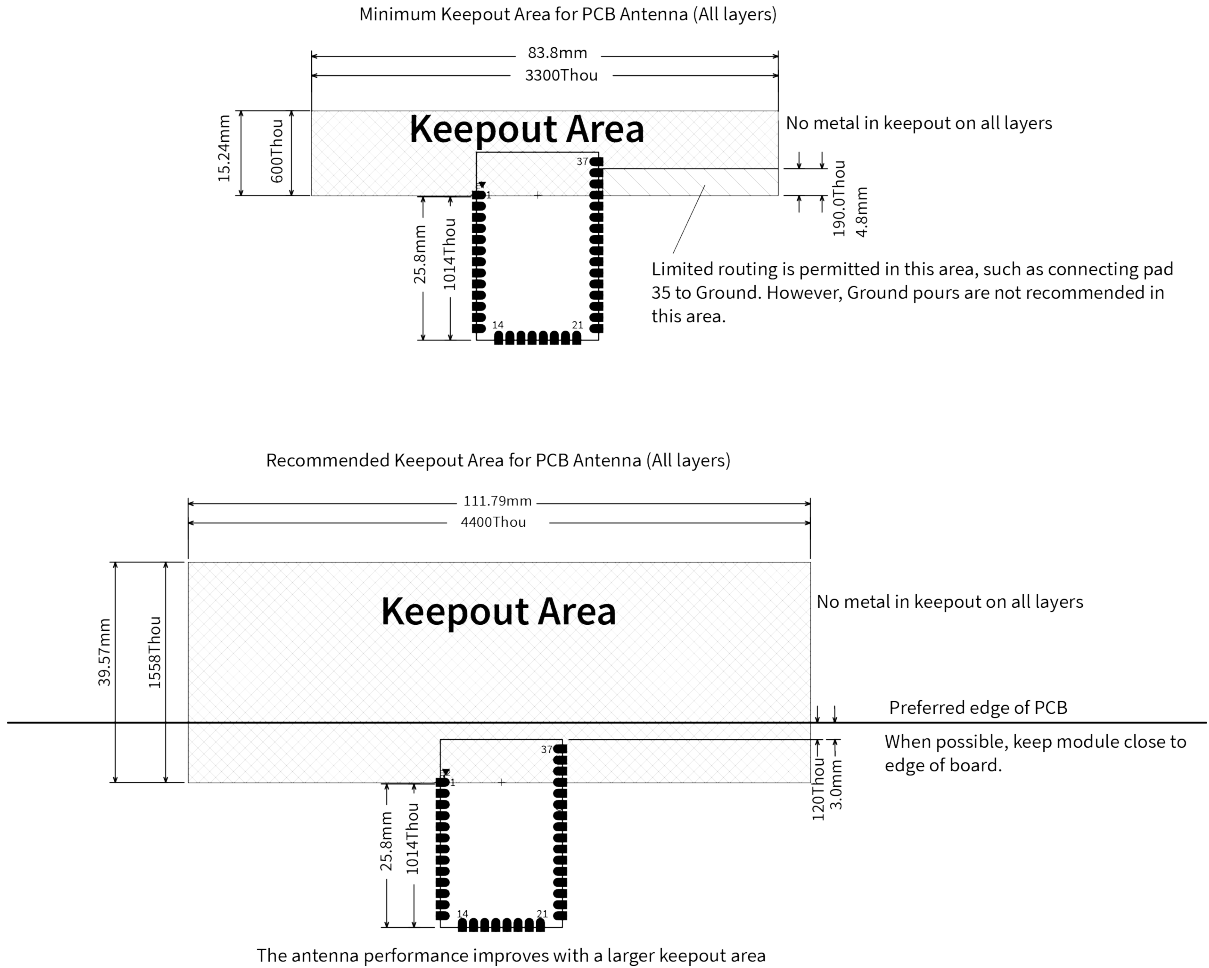 Minimum Keepout Area for PCB Antenna (All layers)
83.8mm
3300Thou
Keepout Area
No metal in keepout on all layers
15.24mm
600Thou
37
1
190.0Thou
4.8mm
25.8mm
1014Thou
Limited routing is permitted in this area, such as connecting pad
35 to Ground. However, Ground pours are not recommended in
this area.
14
21
Recommended Keepout Area for PCB Antenna (All layers)
111.79mm
4400Thou
Keepout Area
No metal in keepout on all layers
39.57mm
1558Thou
Preferred edge of PCB
When possible, keep module close to
edge of board.
37
1
120Thou
3.0mm
25.8mm
1014Thou
14
21
The antenna performance improves with a larger keepout area